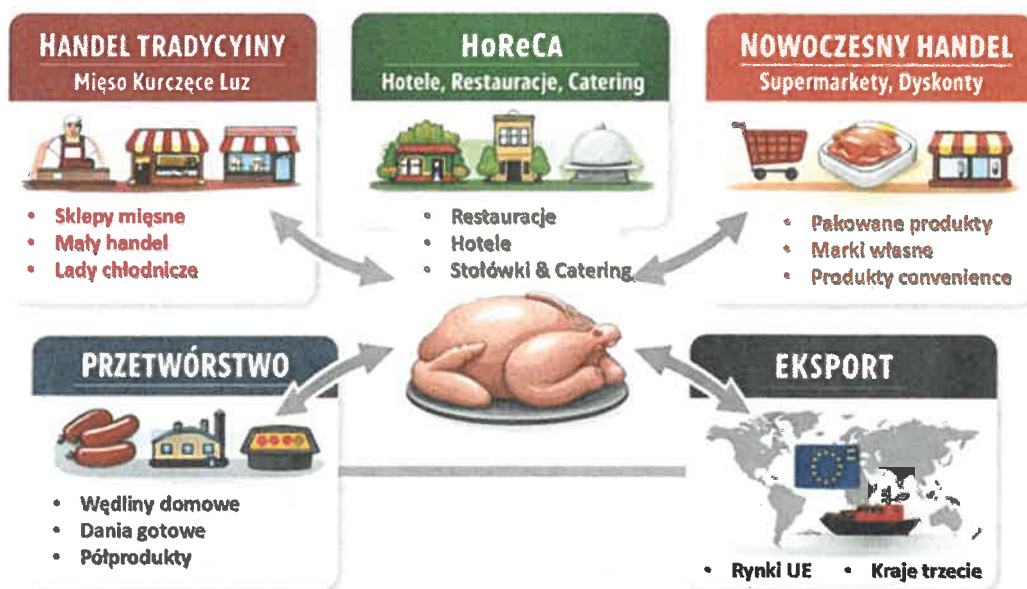 HANDEL TRADYCYJNY
Mięso Kurczęce Luz
• Sklepy mięsne
• Mały handel
• Lady chłodnicze
HoReCA
Hotele, Restauracje, Catering
• Restauracje
• Hotele
• Stołówki & Catering
NOWOCZESNY HANDEL
Supermarkety, Dyskonty
• Pakowane produkty
• Marki własne
• Produkty convenience
PRZETWÓRSTWO
• Wędliny domowe
• Dania gotowe
• Półprodukty
EKSPORT
• Rynki UE • Kraje trzecie